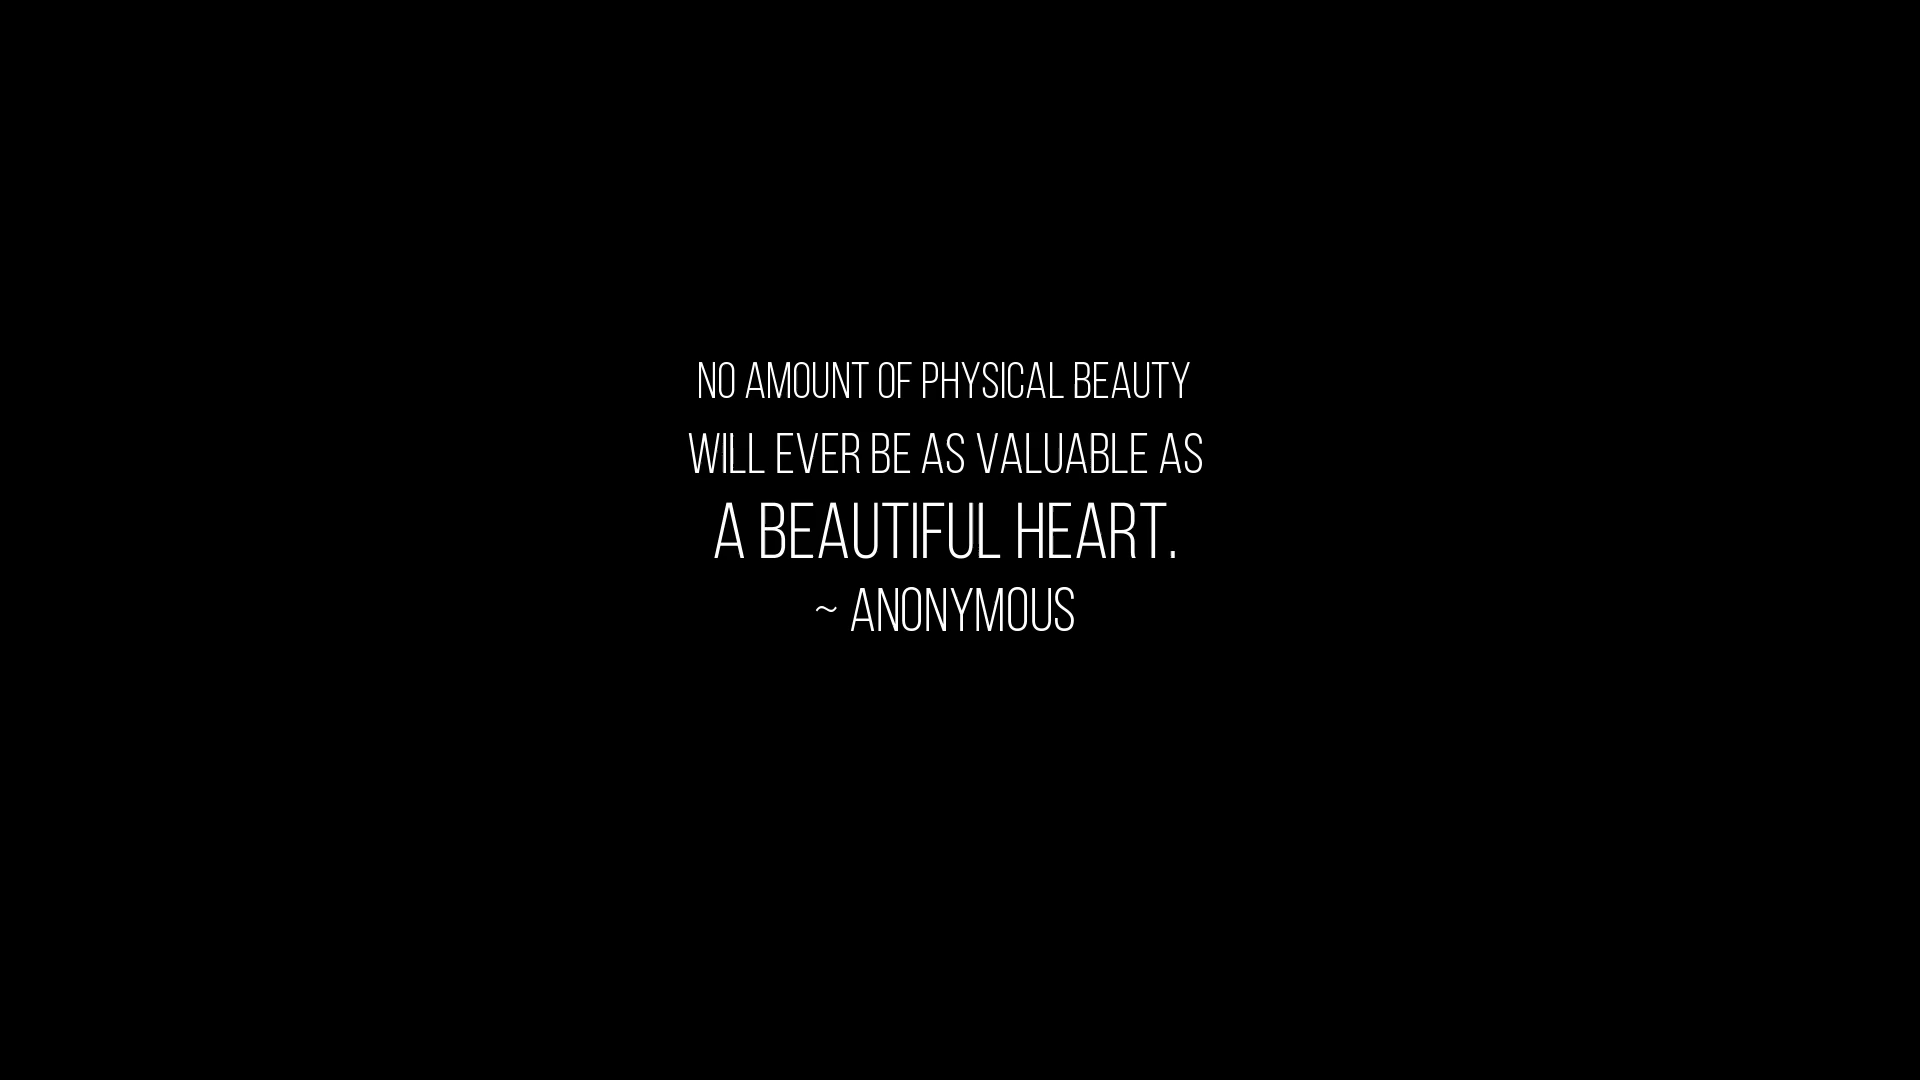 NO AMOUNT OF PHYSICAL BEAUTY
WILL EVER BE AS VALUABLE AS
A BEAUTIFUL HEART.
~ ANONYMOUS